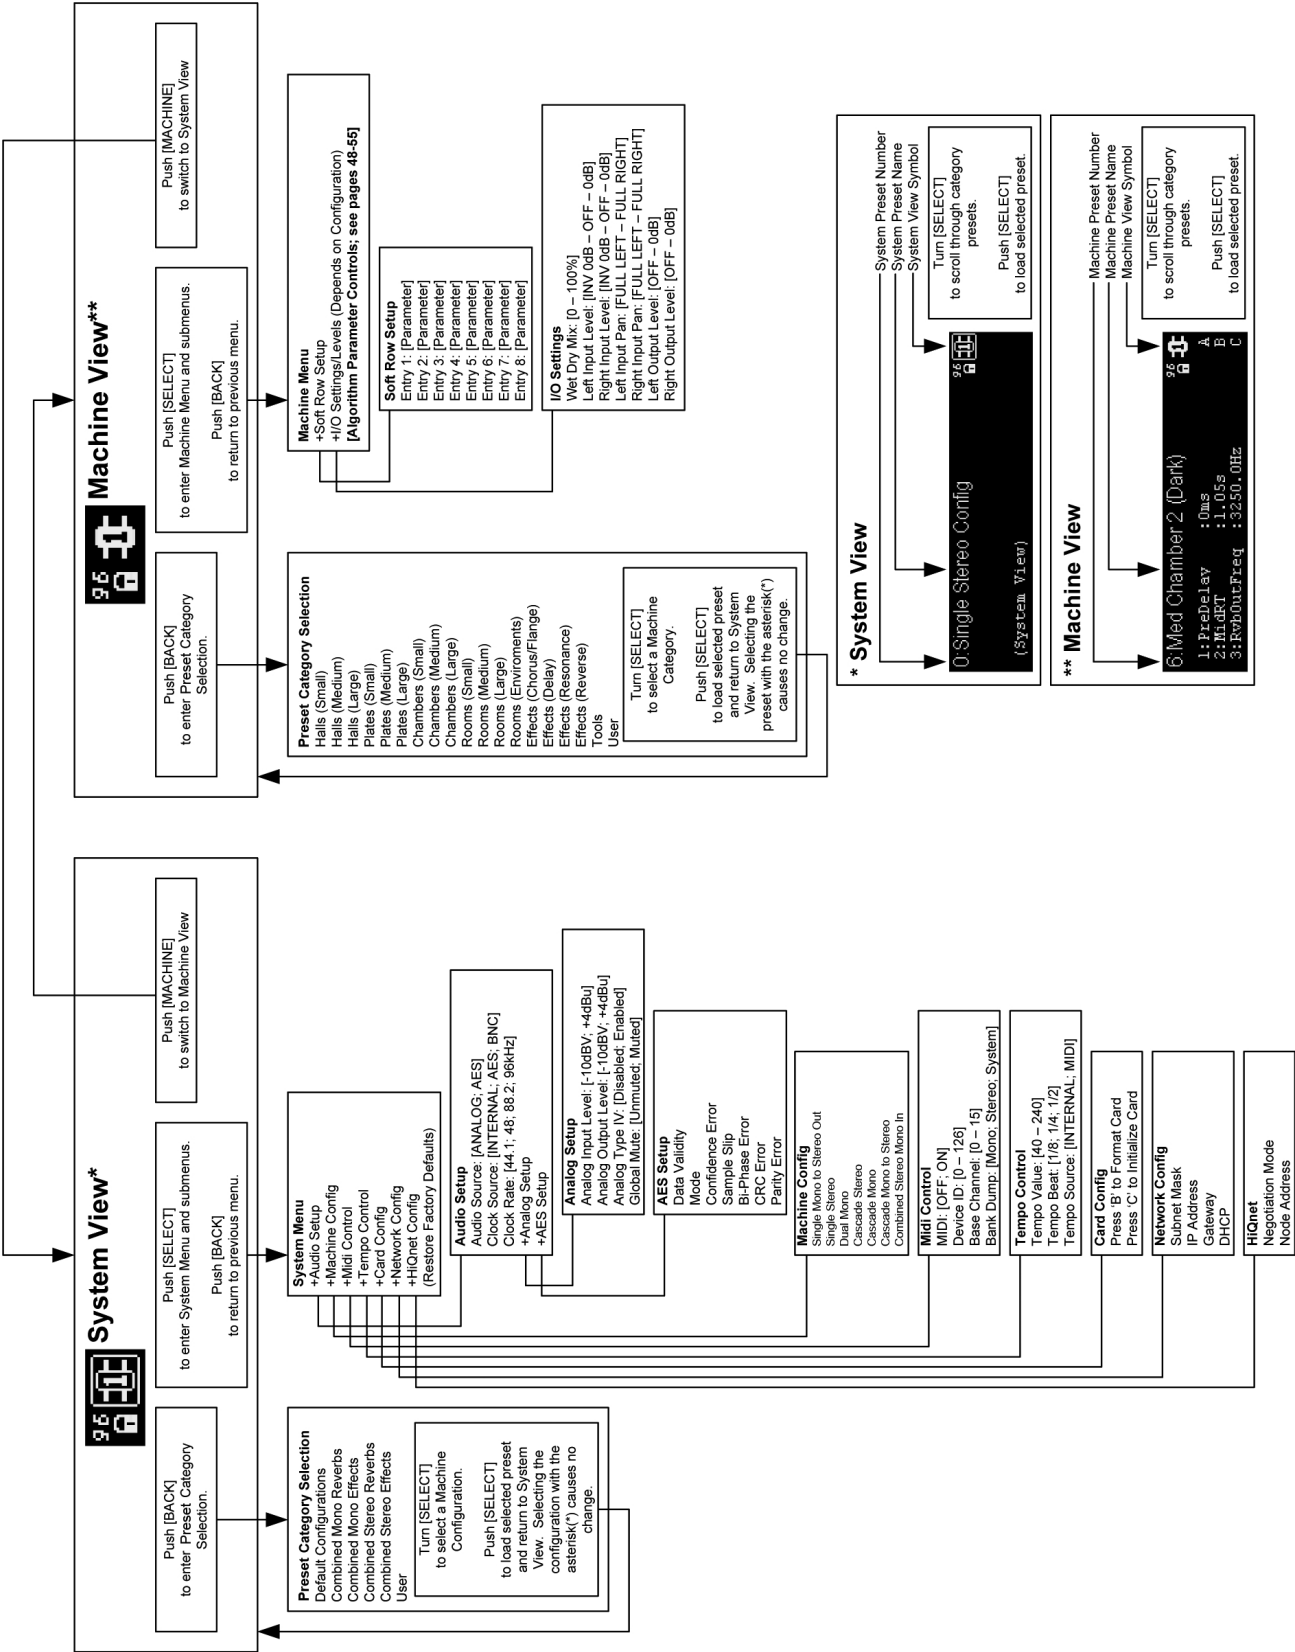 96
System View*
Push [BACK]
to enter Preset Category
Selection.
Push [SELECT]
to enter System Menu and submenus.
Push [BACK]
to return to previous menu.
Push [MACHINE]
to switch to Machine View
Preset Category Selection
Default Configurations
Combined Mono Reverbs
Combined Mono Effects
Combined Stereo Reverbs
Combined Stereo Effects
User
Turn [SELECT]
to select a Machine
Configuration.
Push [SELECT]
to load selected preset
and return to System
View. Selecting the
configuration with the
asterisk(*) causes no
change.
System Menu
+Audio Setup
+Machine Config
+Midi Control
+Tempo Control
+Card Config
+Network Config
+HiQnet Config
(Restore Factory Defaults)
Audio Setup
Audio Source: [ANALOG; AES]
Clock Source: [INTERNAL; AES; BNC]
Clock Rate: [44.1; 48; 88.2; 96kHz]
+Analog Setup
+AES Setup
Analog Setup
Analog Input Level: [-10dBV; +4dBu]
Analog Output Level: [-10dBV; +4dBu]
Analog Type IV: [Disabled; Enabled]
Global Mute: [Unmuted; Muted]
AES Setup
Data Validity
Mode
Confidence Error
Sample Slip
Bi-Phase Error
CRC Error
Parity Error
Machine Config
Single Mono to Stereo Out
Single Stereo
Dual Mono
Cascade Stereo
Cascade Mono
Cascade Mono to Stereo
Combined Stereo Mono In
Midi Control
MIDI: [OFF; ON]
Device ID: [0 – 126]
Base Channel: [0 – 15]
Bank Dump: [Mono; Stereo; System]
Tempo Control
Tempo Value: [40 – 240]
Tempo Beat: [1/8; 1/4; 1/2]
Tempo Source: [INTERNAL; MIDI]
Card Config
Press 'B' to Format Card
Press 'C' to Initialize Card
Network Config
Subnet Mask
IP Address
Gateway
DHCP
HiQnet
Negotiation Mode
Node Address
96
1
Machine View**
Push [BACK]
to enter Preset Category
Selection.
Push [SELECT]
to enter Machine Menu and submenus.
Push [BACK]
to return to previous menu.
Push [MACHINE]
to switch to System View
Preset Category Selection
Halls (Small)
Halls (Medium)
Halls (Large)
Plates (Small)
Plates (Medium)
Plates (Large)
Chambers (Small)
Chambers (Medium)
Chambers (Large)
Rooms (Small)
Rooms (Medium)
Rooms (Large)
Rooms (Enviroments)
Effects (Chorus/Flange)
Effects (Delay)
Effects (Resonance)
Effects (Reverse)
Tools
User
Turn [SELECT]
to select a Machine
Category.
Push [SELECT]
to load selected preset
and return to System
View. Selecting the
preset with the asterisk(*)
causes no change.
Machine Menu
+Soft Row Setup
+I/O Settings/Levels (Depends on Configuration)
[Algorithm Parameter Controls; see pages 48-55]
Soft Row Setup
Entry 1: [Parameter]
Entry 2: [Parameter]
Entry 3: [Parameter]
Entry 4: [Parameter]
Entry 5: [Parameter]
Entry 6: [Parameter]
Entry 7: [Parameter]
Entry 8: [Parameter]
I/O Settings
Wet Dry Mix: [0 – 100%]
Left Input Level: [INV 0dB – OFF – 0dB]
Right Input Level: [INV 0dB – OFF – 0dB]
Left Input Pan: [FULL LEFT – FULL RIGHT]
Right Input Pan: [FULL LEFT – FULL RIGHT]
Left Output Level: [OFF – 0dB]
Right Output Level: [OFF – 0dB]
* System View
System Preset Number
System Preset Name
System View Symbol
0:Single Stereo Config
96
(System View)
Turn [SELECT]
to scroll through category
presets.
Push [SELECT]
to load selected preset.
** Machine View
Machine Preset Number
Machine Preset Name
Machine View Symbol
6:Med Chamber 2 (Dark)
96
1
1:PreDelay :0ms A
2:MidRT :1.05s B
3:RvbOutFreq :3250.0Hz C
Turn [SELECT]
to scroll through category
presets.
Push [SELECT]
to load selected preset.